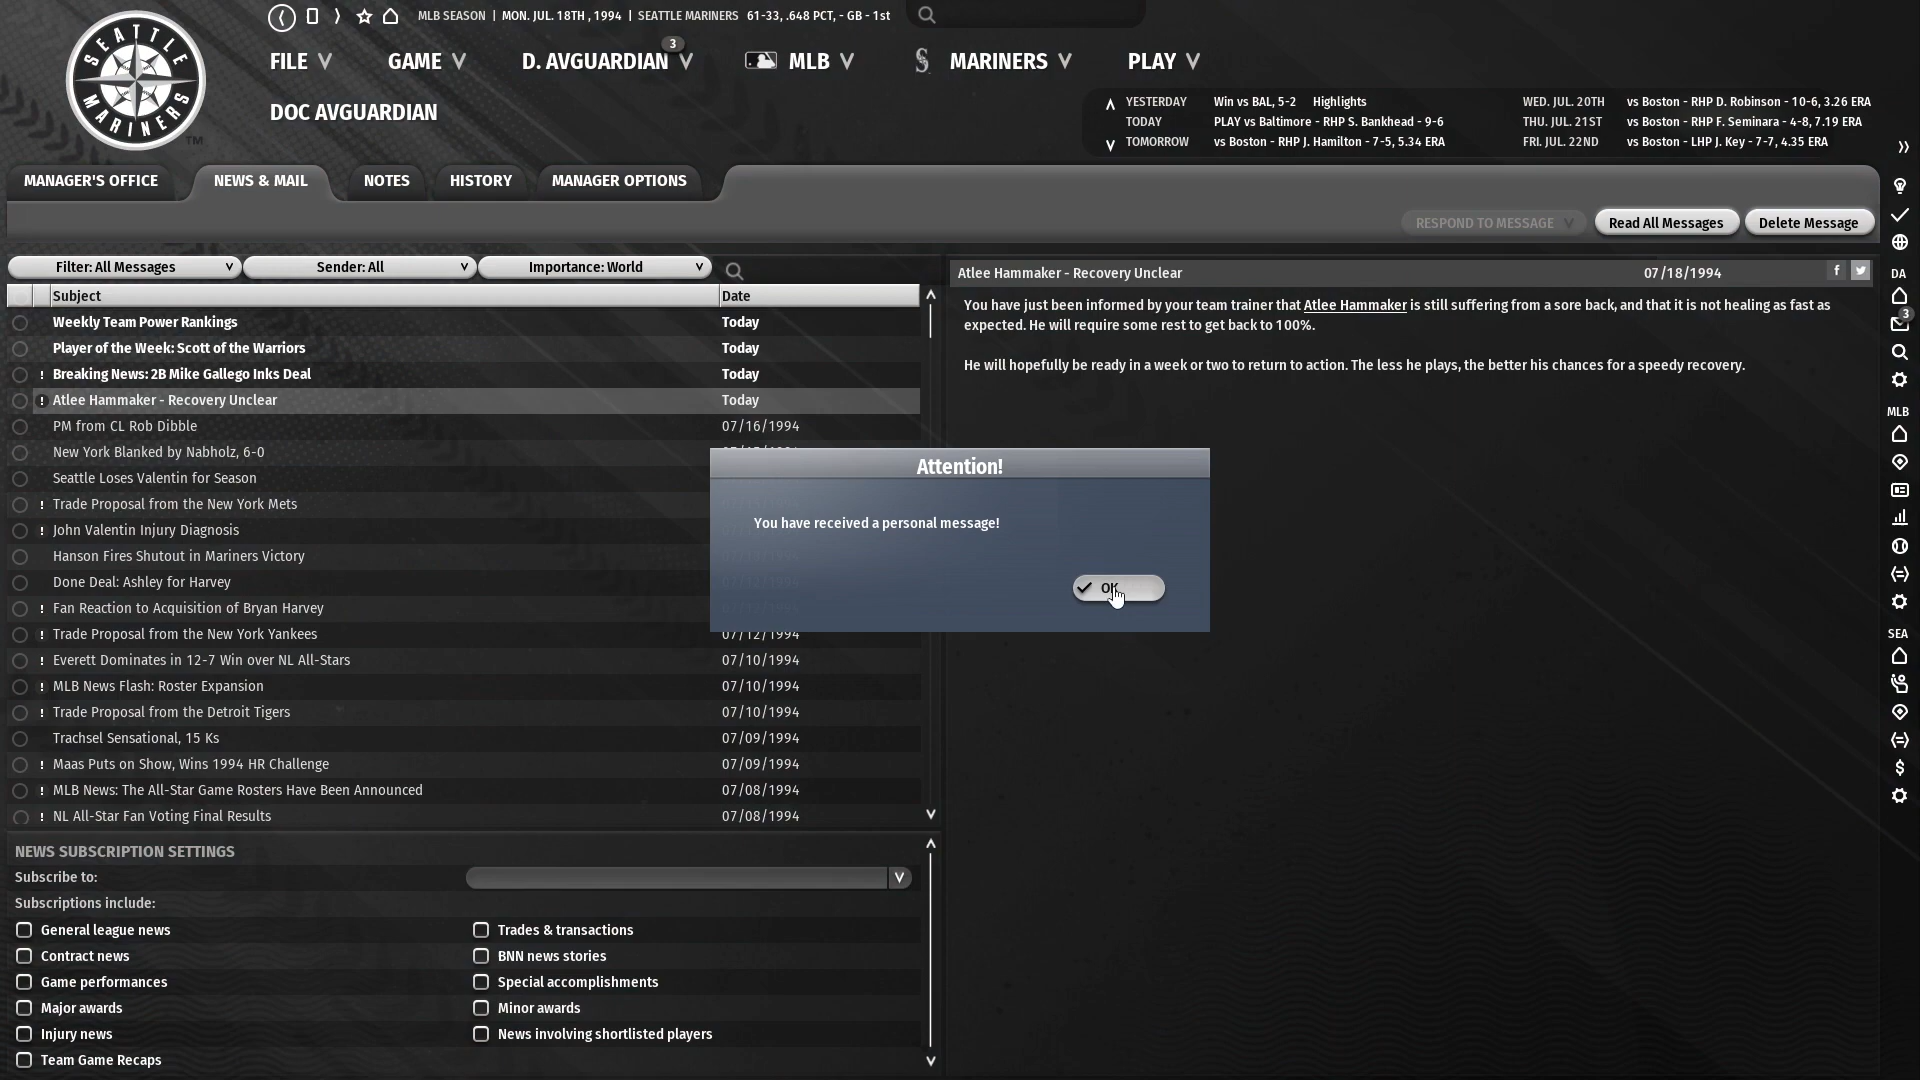 MLB SEASON | MON. JUL. 18TH , 1994 | SEATTLE MARINERS 61-33, .648 PCT, - GB - 1st
SEATTLE
MARINERS
TM
FILE GAME D. AVGUARDIAN 3 MLB MARINERS PLAY
DOC AVGUARDIAN
YESTERDAY Win vs BAL, 5-2 Highlights WED. JUL. 20TH vs Boston - RHP D. Robinson - 10-6, 3.26 ERA
TODAY PLAY vs Baltimore - RHP S. Bankhead - 9-6 THU. JUL. 21ST vs Boston - RHP F. Seminara - 4-8, 7.19 ERA
TOMORROW vs Boston - RHP J. Hamilton - 7-5, 5.34 ERA FRI. JUL. 22ND vs Boston - LHP J. Key - 7-7, 4.35 ERA
MANAGER'S OFFICE NEWS & MAIL NOTES HISTORY MANAGER OPTIONS
RESPOND TO MESSAGE Read All Messages Delete Message
Filter: All Messages Sender: All Importance: World
Subject Date
Weekly Team Power Rankings Today
Player of the Week: Scott of the Warriors Today
! Breaking News: 2B Mike Gallego Inks Deal Today
! Atlee Hammaker - Recovery Unclear Today
PM from CL Rob Dibble 07/16/1994
New York Blanked by Nabholz, 6-0
Seattle Loses Valentin for Season
! Trade Proposal from the New York Mets
! John Valentin Injury Diagnosis
Hanson Fires Shutout in Mariners Victory
Done Deal: Ashley for Harvey
! Fan Reaction to Acquisition of Bryan Harvey
! Trade Proposal from the New York Yankees 07/12/1994
! Everett Dominates in 12-7 Win over NL All-Stars 07/10/1994
! MLB News Flash: Roster Expansion 07/10/1994
! Trade Proposal from the Detroit Tigers 07/10/1994
Trachsel Sensational, 15 Ks 07/09/1994
! Maas Puts on Show, Wins 1994 HR Challenge 07/09/1994
! MLB News: The All-Star Game Rosters Have Been Announced 07/08/1994
! NL All-Star Fan Voting Final Results 07/08/1994
Atlee Hammaker - Recovery Unclear 07/18/1994
You have just been informed by your team trainer that Atlee Hammaker is still suffering from a sore back, and that it is not healing as fast as
expected. He will require some rest to get back to 100%.
He will hopefully be ready in a week or two to return to action. The less he plays, the better his chances for a speedy recovery.
Attention!
You have received a personal message!
OK
NEWS SUBSCRIPTION SETTINGS
Subscribe to:
Subscriptions include:
General league news Trades & transactions
Contract news BNN news stories
Game performances Special accomplishments
Major awards Minor awards
Injury news News involving shortlisted players
Team Game Recaps
DA
3
MLB
SEA
$